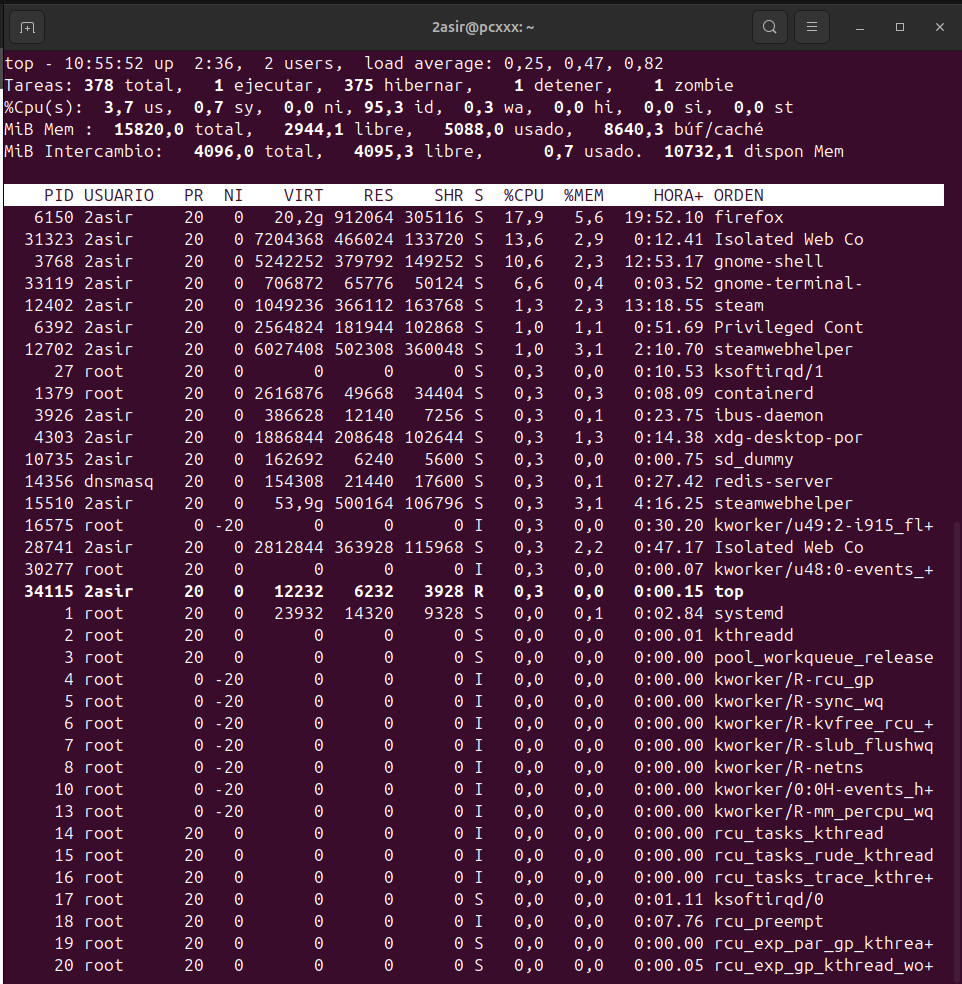 2asir@pcxxx: ~
top - 10:55:52 up  2:36,  2 users,  load average: 0,25, 0,47, 0,82
Tareas: 378 total,   1 ejecutar, 375 hibernar,   1 detener,   1 zombie
%Cpu(s):  3,7 us,  0,7 sy,  0,0 ni, 95,3 id,  0,3 wa,  0,0 hi,  0,0 si,  0,0 st
MiB Mem :  15820,0 total,   2944,1 libre,   5088,0 usado,   8640,3 búf/caché
MiB Intercambio:   4096,0 total,   4095,3 libre,      0,7 usado.  10732,1 dispon Mem
PID USUARIO   PR  NI    VIRT    RES    SHR S  %CPU  %MEM     HORA+ ORDEN
6150 2asir     20   0   20,2g 912064 305116 S  17,9   5,6  19:52.10 firefox
31323 2asir     20   0 7204368 466024 133720 S  13,6   2,9   0:12.41 Isolated Web Co
3768 2asir     20   0 5242252 379792 149252 S  10,6   2,3  12:53.17 gnome-shell
33119 2asir     20   0  706872  65776  50124 S   6,6   0,4   0:03.52 gnome-terminal-
12402 2asir     20   0 1049236 366112 163768 S   1,3   2,3  13:18.55 steam
6392 2asir     20   0 2564824 181944 102868 S   1,0   1,1   0:51.69 Privileged Cont
12702 2asir     20   0 6027408 502308 360048 S   1,0   3,1   2:10.70 steamwebhelper
27 root      20   0       0      0      0 S   0,3   0,0   0:10.53 ksoftirqd/1
1379 root      20   0 2616876  49668  34404 S   0,3   0,3   0:08.09 containerd
3926 2asir     20   0  386628  12140   7256 S   0,3   0,1   0:23.75 ibus-daemon
4303 2asir     20   0 1886844 208648 102644 S   0,3   1,3   0:14.38 xdg-desktop-por
10735 2asir     20   0  162692   6240   5600 S   0,3   0,0   0:00.75 sd_dummy
14356 dnsmasq   20   0  154308  21440  17600 S   0,3   0,1   0:27.42 redis-server
15510 2asir     20   0   53,9g 500164 106796 S   0,3   3,1   4:16.25 steamwebhelper
16575 root       0 -20       0      0      0 I   0,3   0,0   0:30.20 kworker/u49:2-i915_fl+
28741 2asir     20   0 2812844 363928 115968 S   0,3   2,2   0:47.17 Isolated Web Co
30277 root      20   0       0      0      0 I   0,3   0,0   0:00.07 kworker/u48:0-events_+
34115 2asir     20   0   12232   6232   3928 R   0,3   0,0   0:00.15 top
1 root      20   0   23932  14320   9328 S   0,0   0,1   0:02.84 systemd
2 root      20   0       0      0      0 S   0,0   0,0   0:00.01 kthreadd
3 root      20   0       0      0      0 S   0,0   0,0   0:00.00 pool_workqueue_release
4 root       0 -20       0      0      0 I   0,0   0,0   0:00.00 kworker/R-rcu_gp
5 root       0 -20       0      0      0 I   0,0   0,0   0:00.00 kworker/R-sync_wq
6 root       0 -20       0      0      0 I   0,0   0,0   0:00.00 kworker/R-kvfree_rcu_+
7 root       0 -20       0      0      0 I   0,0   0,0   0:00.00 kworker/R-slub_flushwq
8 root       0 -20       0      0      0 I   0,0   0,0   0:00.00 kworker/R-netns
10 root       0 -20       0      0      0 I   0,0   0,0   0:00.00 kworker/0:0H-events_h+
13 root       0 -20       0      0      0 I   0,0   0,0   0:00.00 kworker/R-mm_percpu_wq
14 root      20   0       0      0      0 I   0,0   0,0   0:00.00 rcu_tasks_kthread
15 root      20   0       0      0      0 I   0,0   0,0   0:00.00 rcu_tasks_rude_kthread
16 root      20   0       0      0      0 I   0,0   0,0   0:00.00 rcu_tasks_trace_kthre+
17 root      20   0       0      0      0 S   0,0   0,0   0:01.11 ksoftirqd/0
18 root      20   0       0      0      0 I   0,0   0,0   0:07.76 rcu_preempt
19 root      20   0       0      0      0 S   0,0   0,0   0:00.00 rcu_exp_par_gp_kthrea+
20 root      20   0       0      0      0 S   0,0   0,0   0:00.05 rcu_exp_gp_kthread_wo+